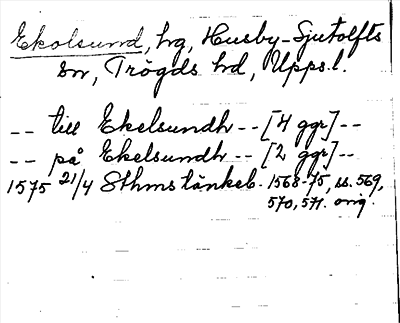 Ekolsund, hg, Husby-Sjutolfts
sn, Trögds hd, Upps. l.
-- till Ekelsundh -- [4 ggr] --
-- på Ekelsundh -- [2 ggr] --
1575 21/4 Sthms tänkeb. 1568-75, ss. 569,
570, 571. orig.